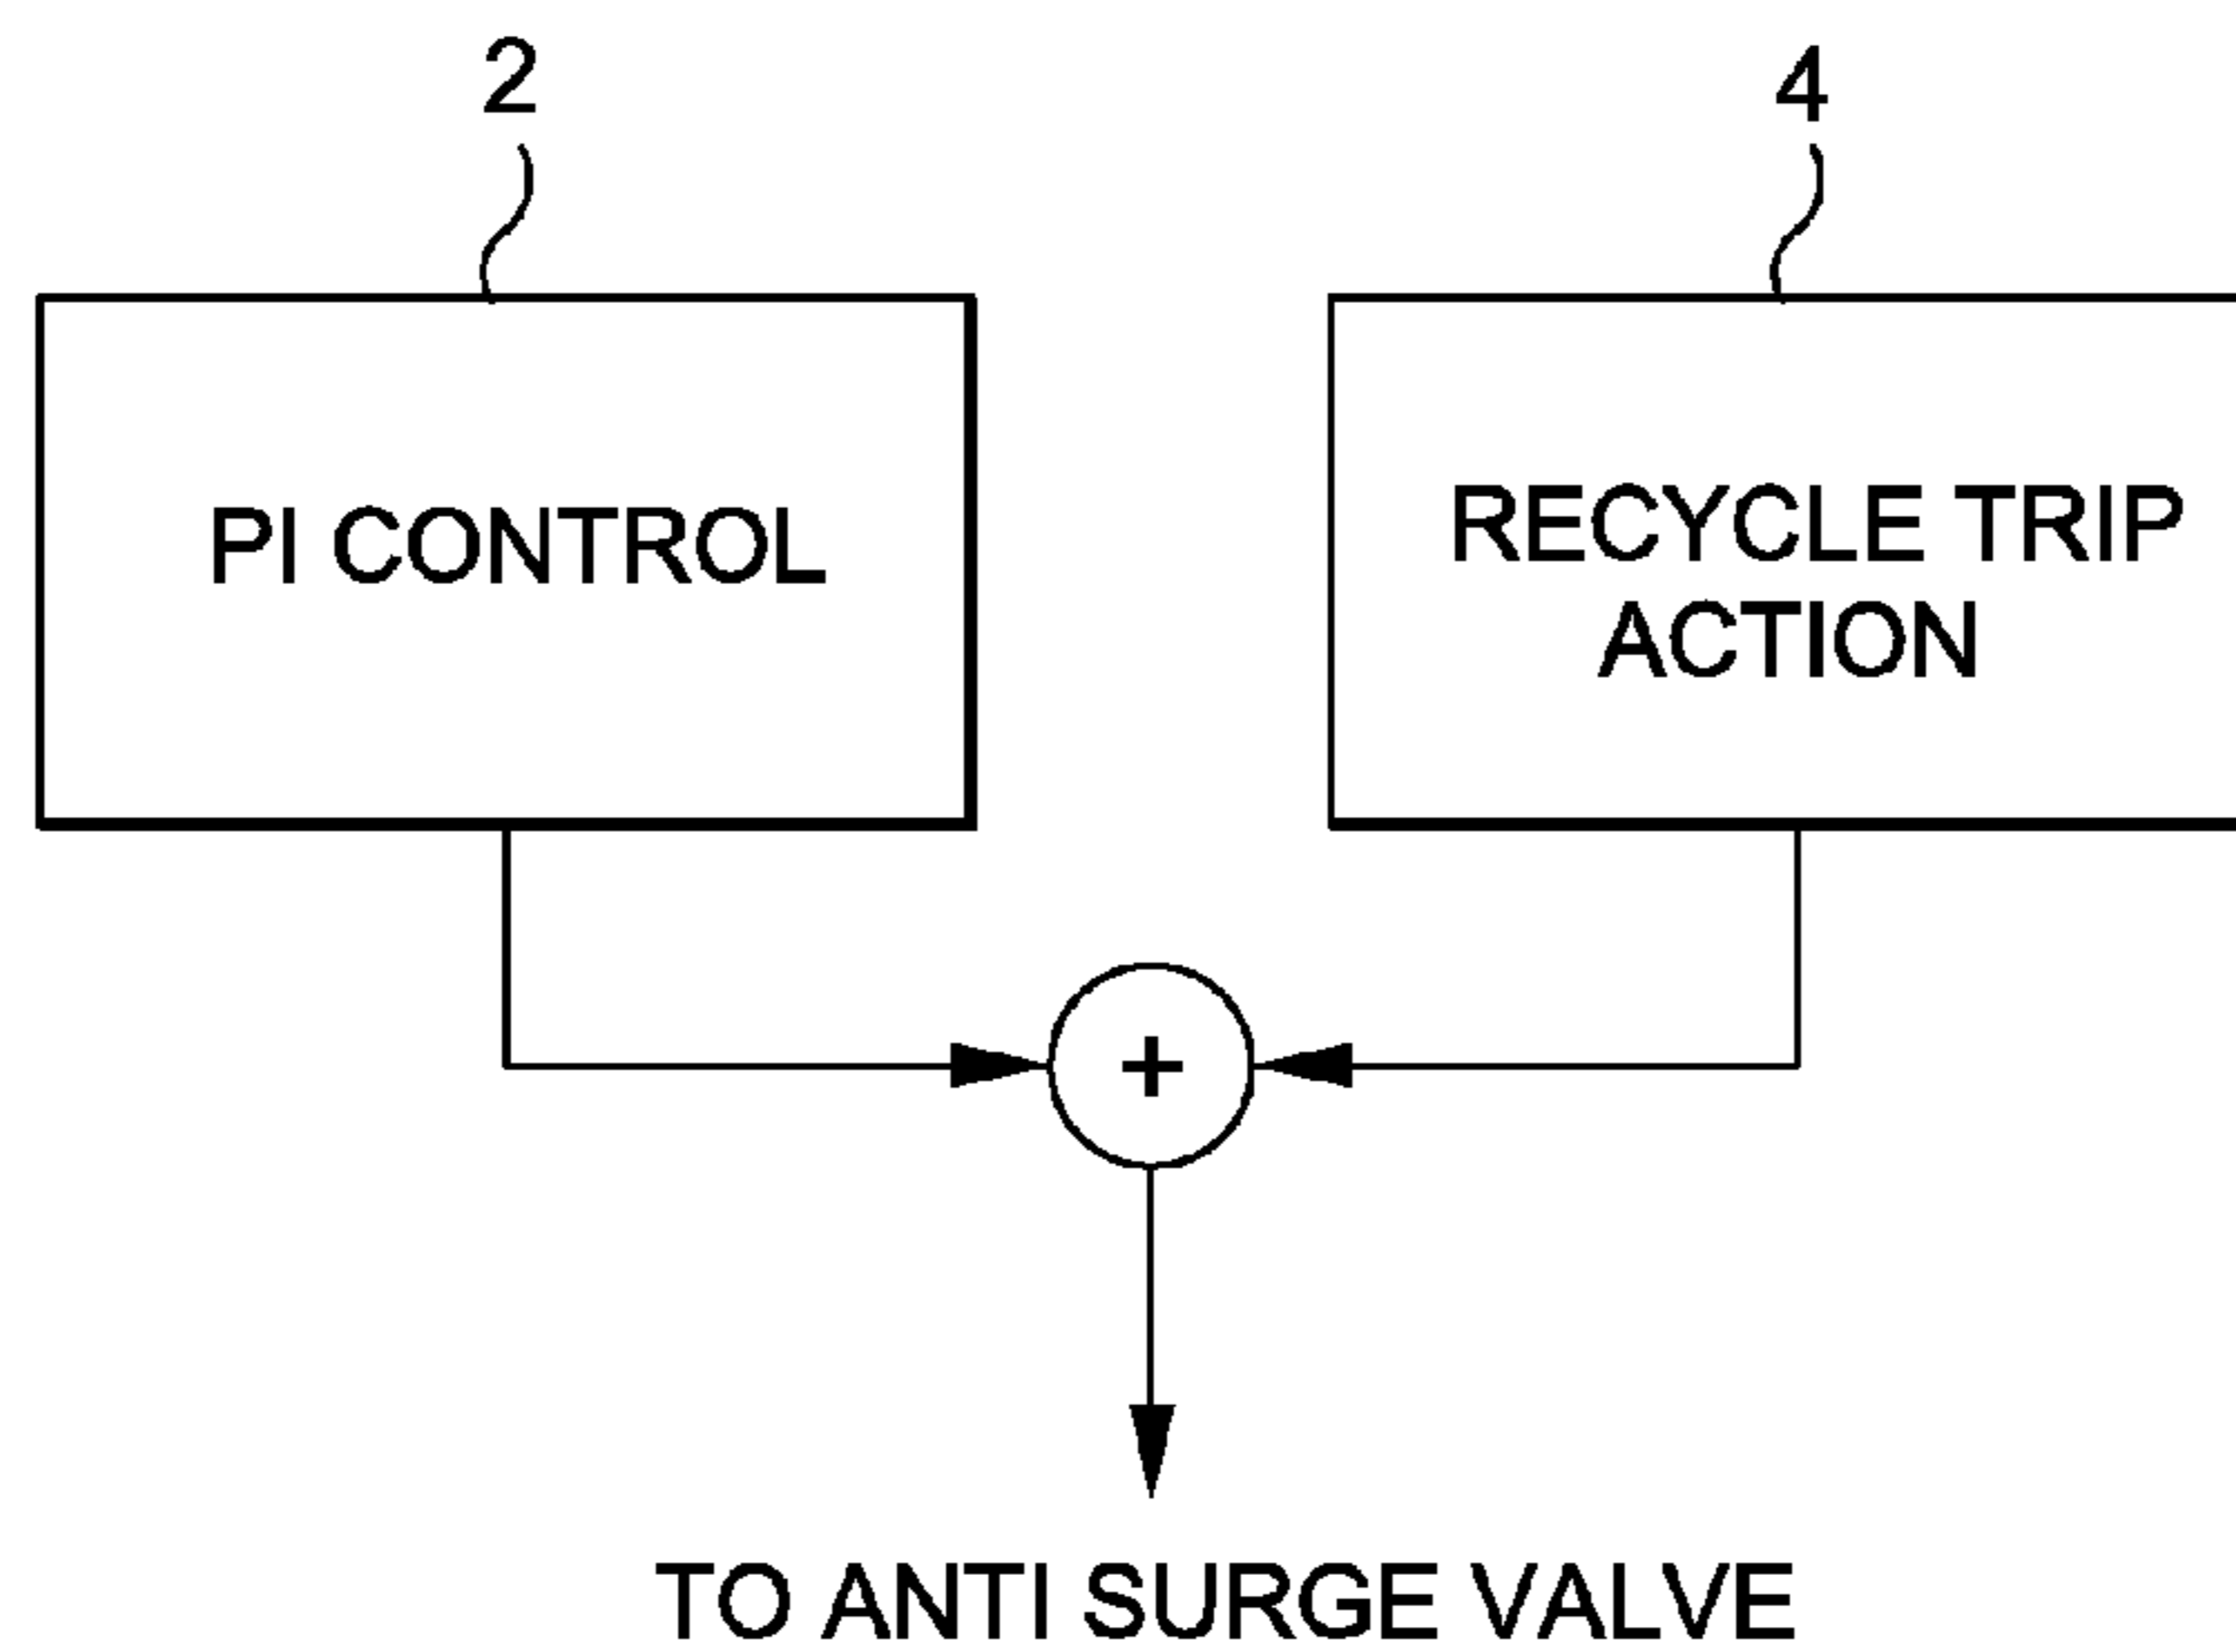 2
4
PI CONTROL
RECYCLE TRIP
ACTION
+
TO ANTI SURGE VALVE